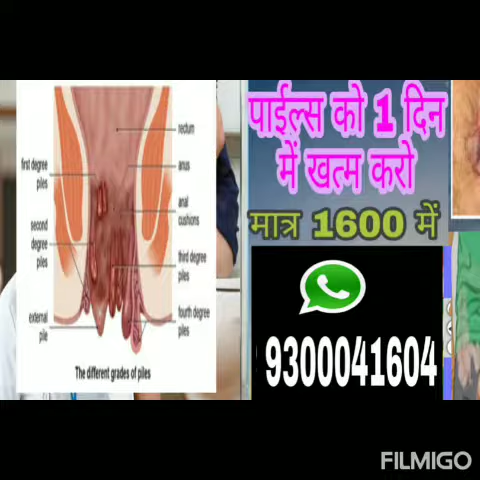 rectum
first degree
piles
anus
anal
cushions
second
degree
piles
third degree
piles
external
pile
fourth degree
piles
The different grades of piles
पाईल्स को 1 दिन
में खत्म करो
मात्र 1600 में
9300041604
FILMIGO